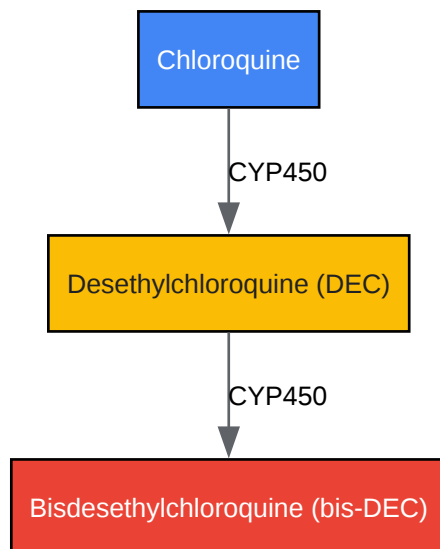 Chloroquine
CYP450
Desethylchloroquine (DEC)
CYP450
Bisdesethylchloroquine (bis-DEC)